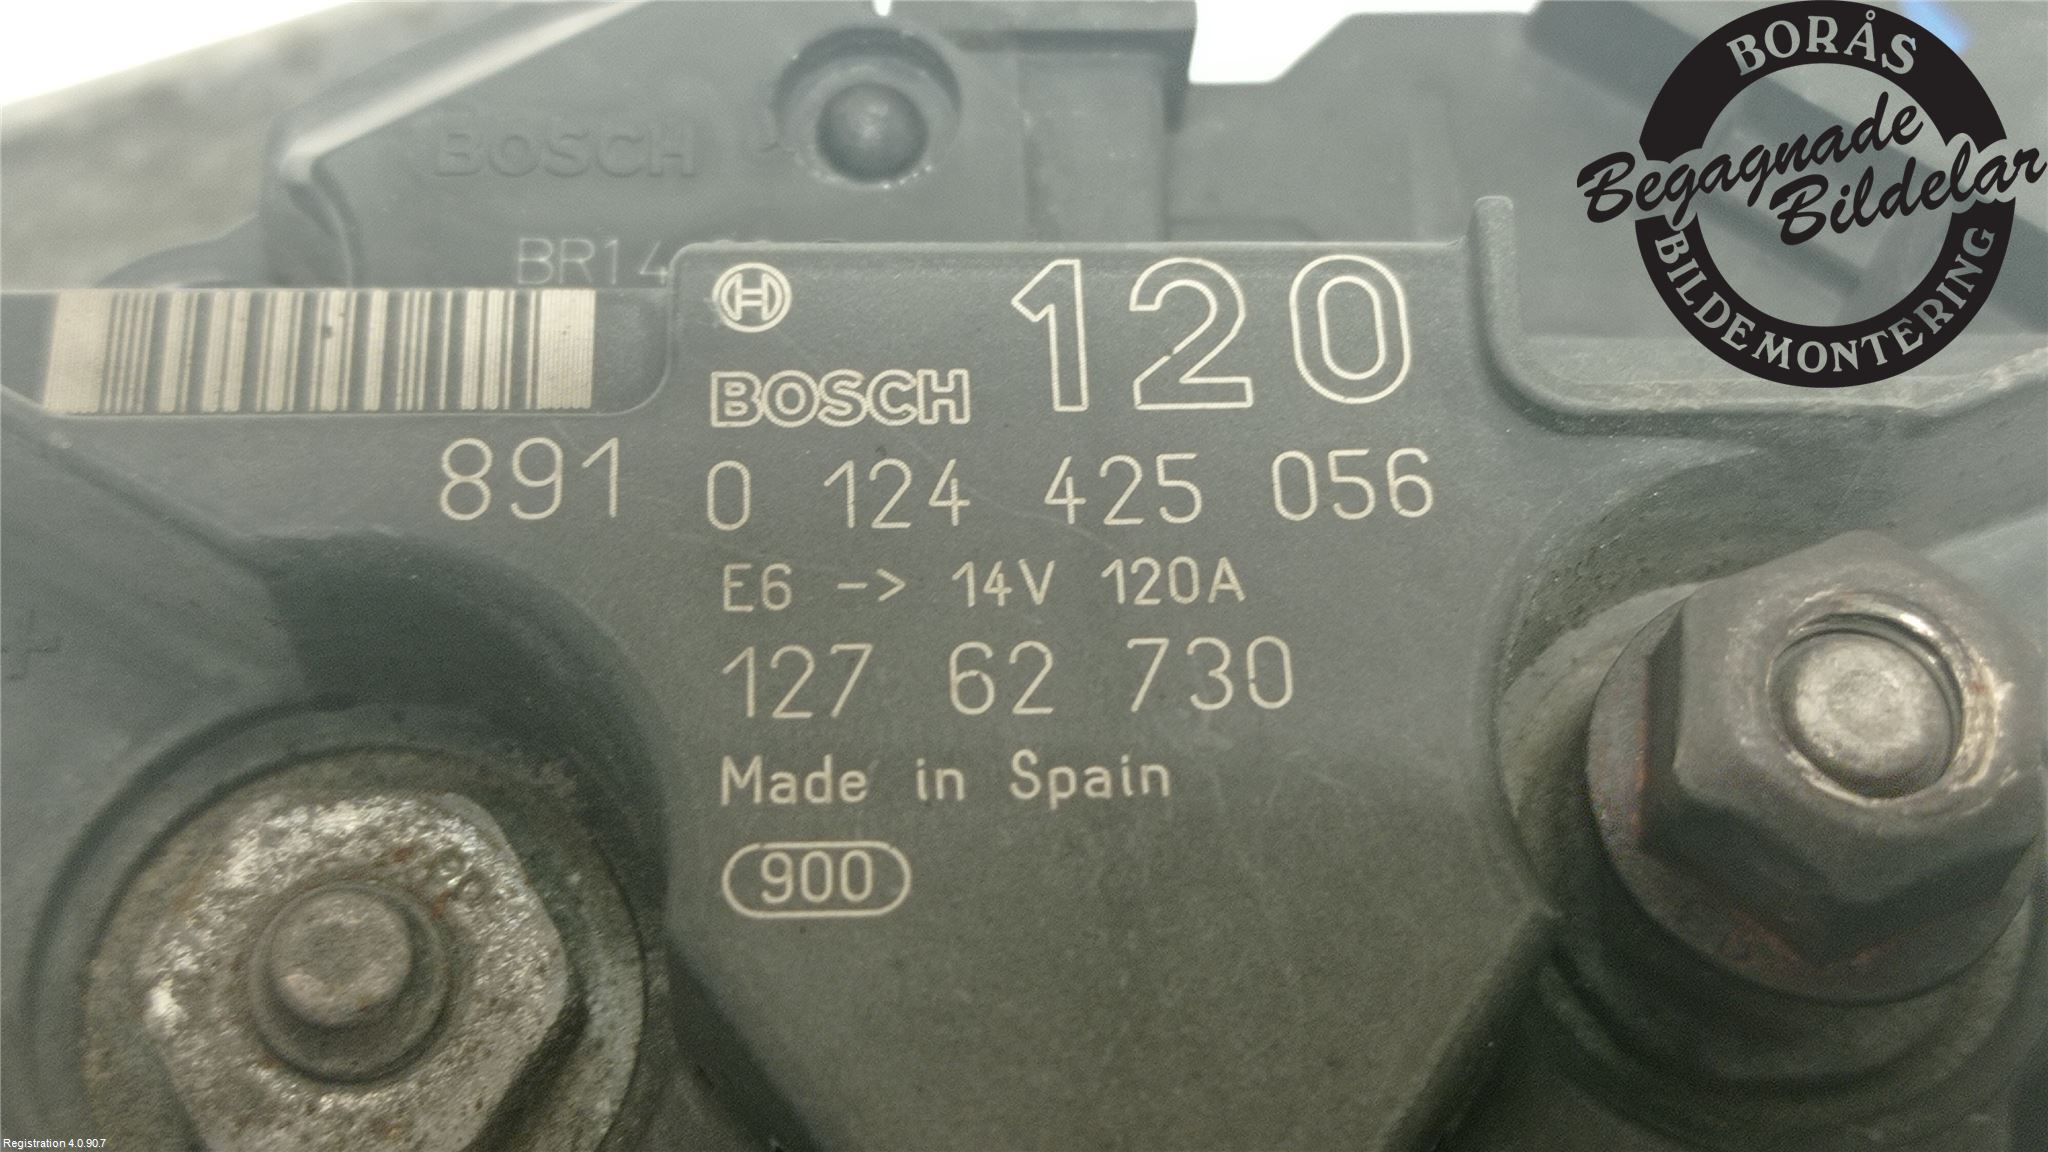 BORÅS
Begagnade
Bildelar
BILDEMONTERING
BOSCH
BR14
120
BOSCH
891
0 124 425 056
E6 -> 14V 120A
127 62 730
Made in Spain
900
Registration 4.0.90.7